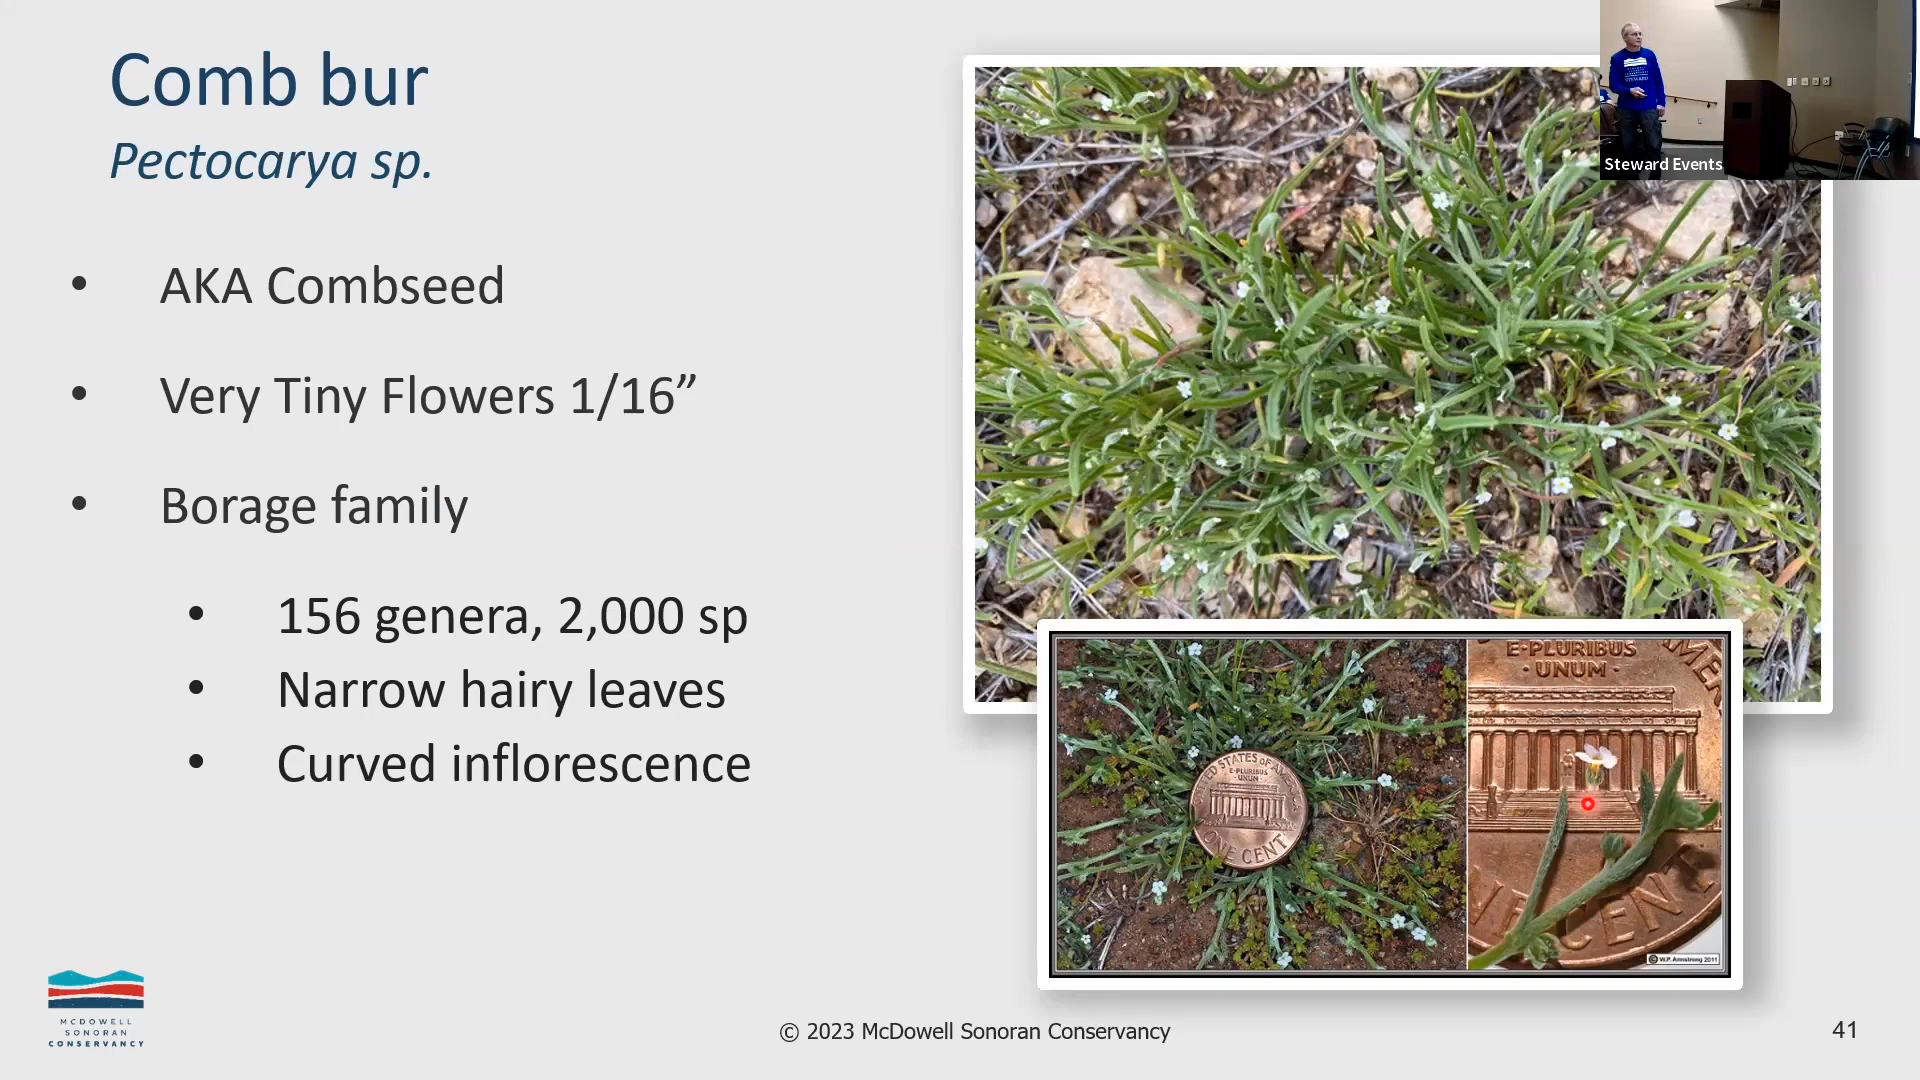 Comb bur
Pectocarya sp.
• AKA Combseed
• Very Tiny Flowers 1/16”
• Borage family
• 156 genera, 2,000 sp
• Narrow hairy leaves
• Curved inflorescence
STEWARD
Steward Events
UNITED STATES OF AMERICA
E·PLURIBUS
·UNUM·
ONE CENT
E·PLURIBUS
·UNUM·
AMER
CENT
© W.P. Armstrong 2011
MCDOWELL
SONORAN
CONSERVANCY
© 2023 McDowell Sonoran Conservancy
41